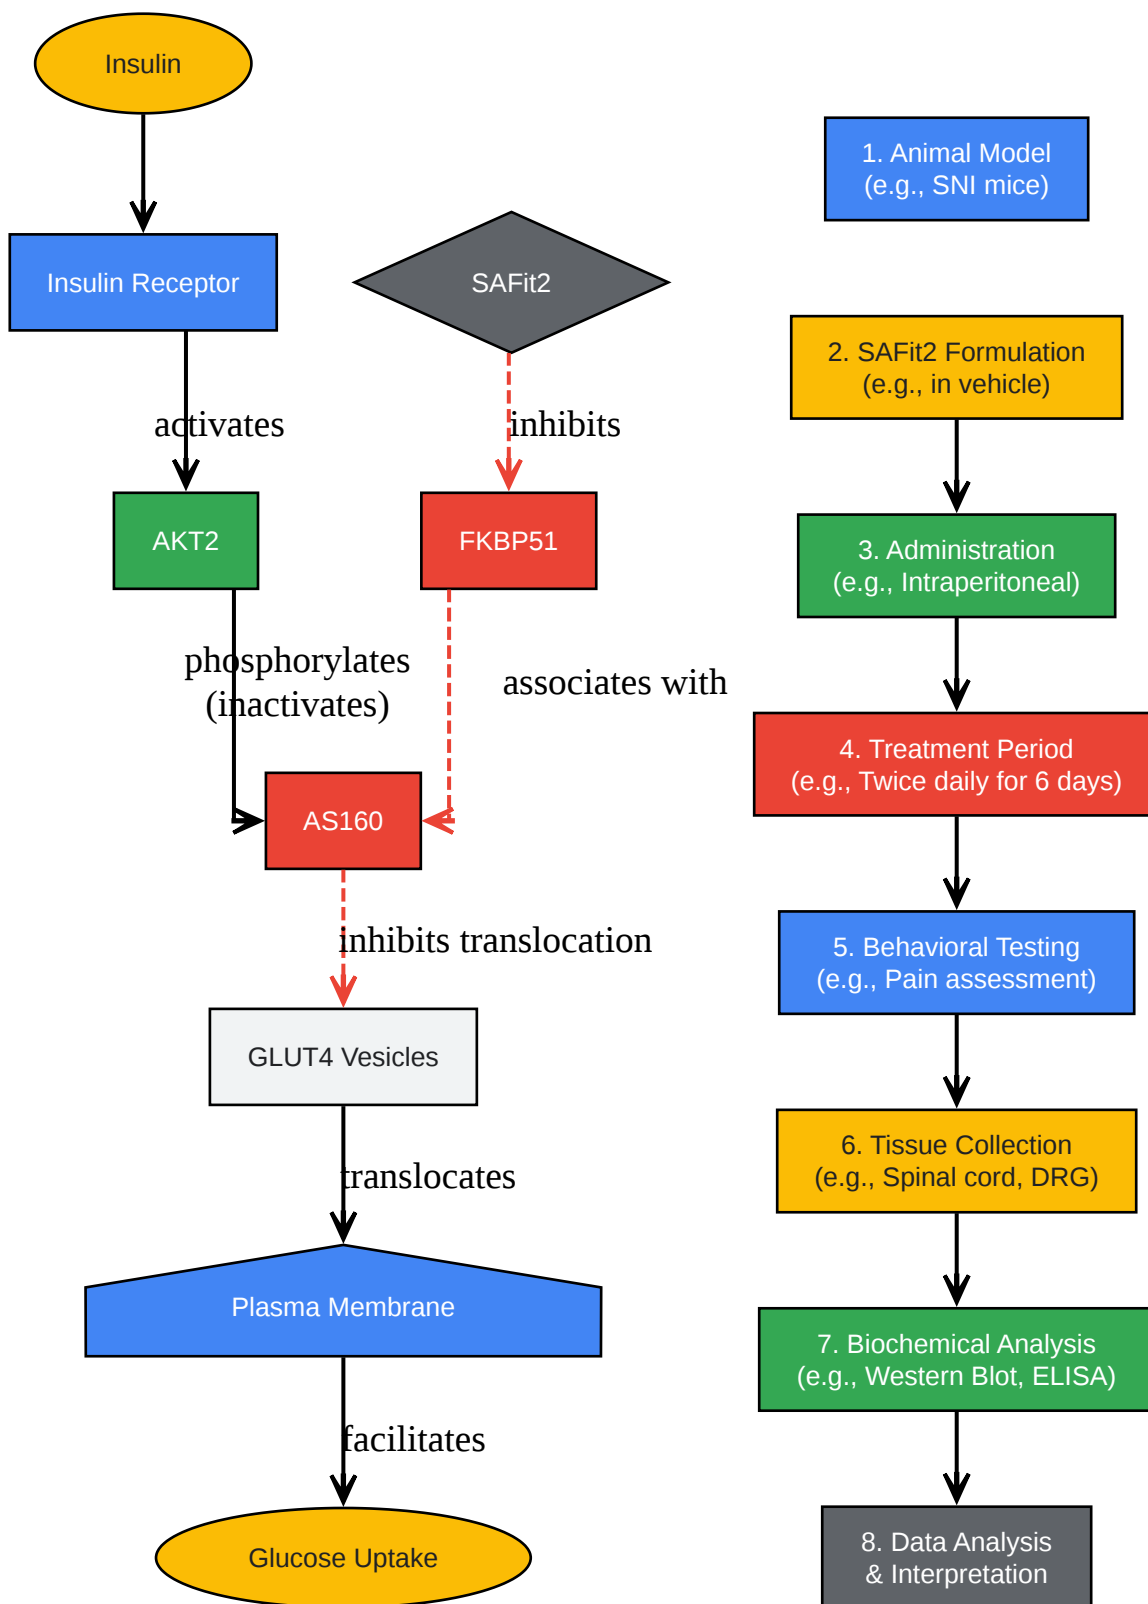 Insulin
Insulin Receptor
SAFit2
activates
inhibits
AKT2
FKBP51
phosphorylates
(inactivates)
associates with
AS160
inhibits translocation
GLUT4 Vesicles
translocates
Plasma Membrane
facilitates
Glucose Uptake
1. Animal Model
(e.g., SNI mice)
2. SAFit2 Formulation
(e.g., in vehicle)
3. Administration
(e.g., Intraperitoneal)
4. Treatment Period
(e.g., Twice daily for 6 days)
5. Behavioral Testing
(e.g., Pain assessment)
6. Tissue Collection
(e.g., Spinal cord, DRG)
7. Biochemical Analysis
(e.g., Western Blot, ELISA)
8. Data Analysis
& Interpretation